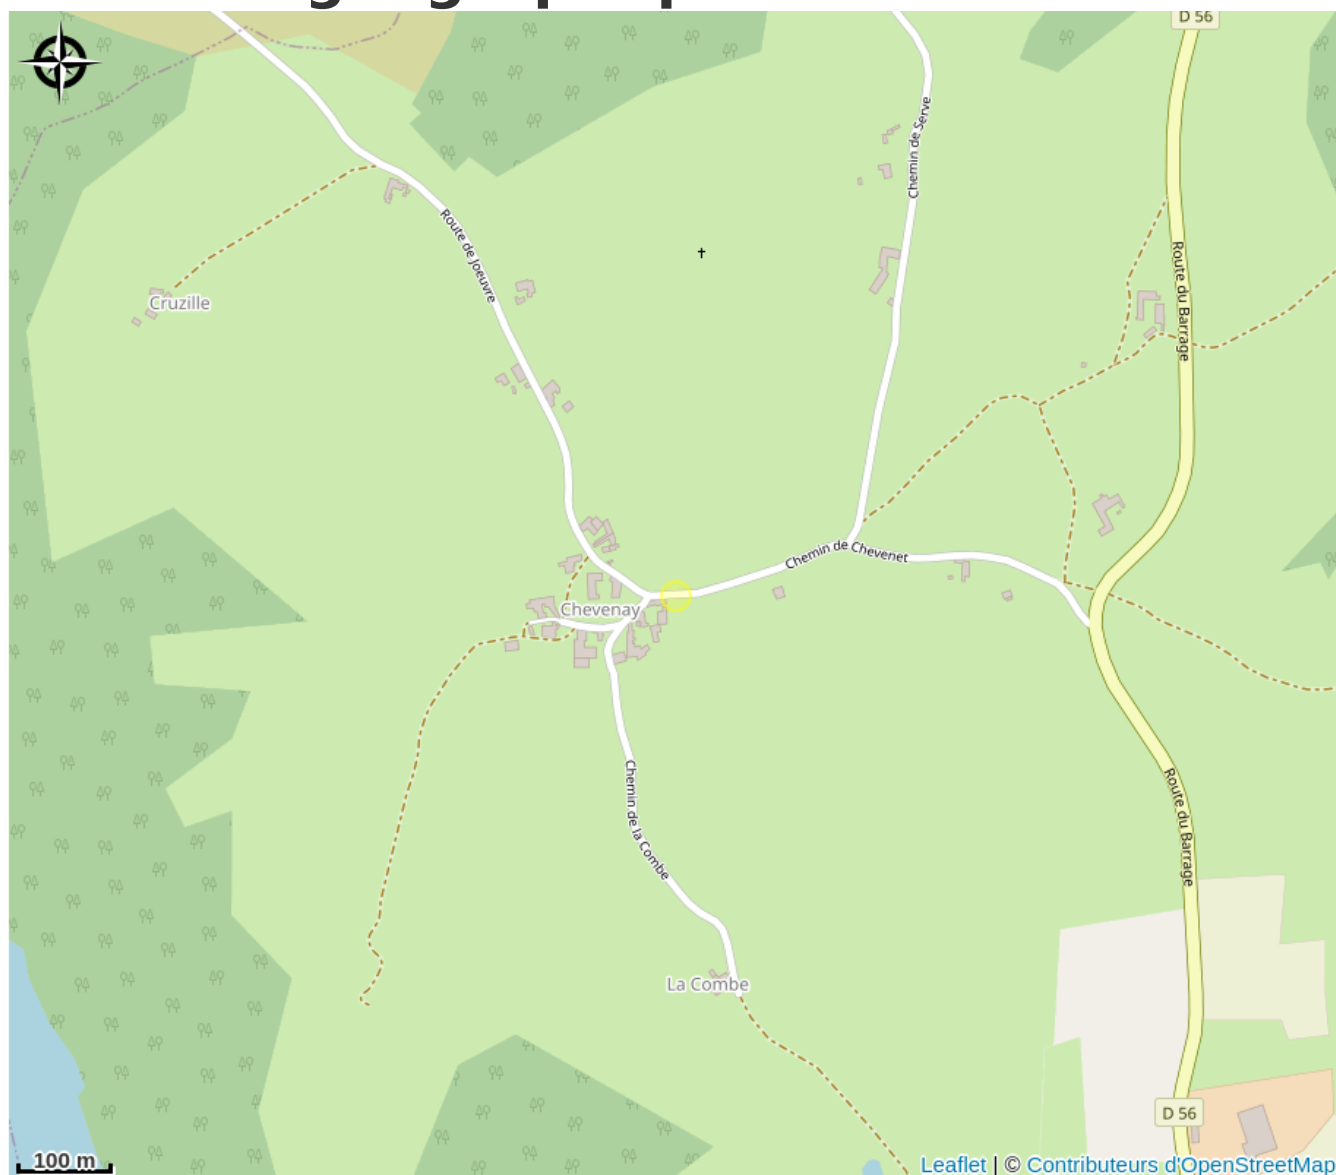 D 56
Chemin de Serve
Route de Joeuvre
Route du Barrage
Cruzille
Chemin de Chevenet
Chevenay
Chemin de la Combe
Route du Barrage
La Combe
D 56
100 m
Leaflet | © Contributeurs d'OpenStreetMap